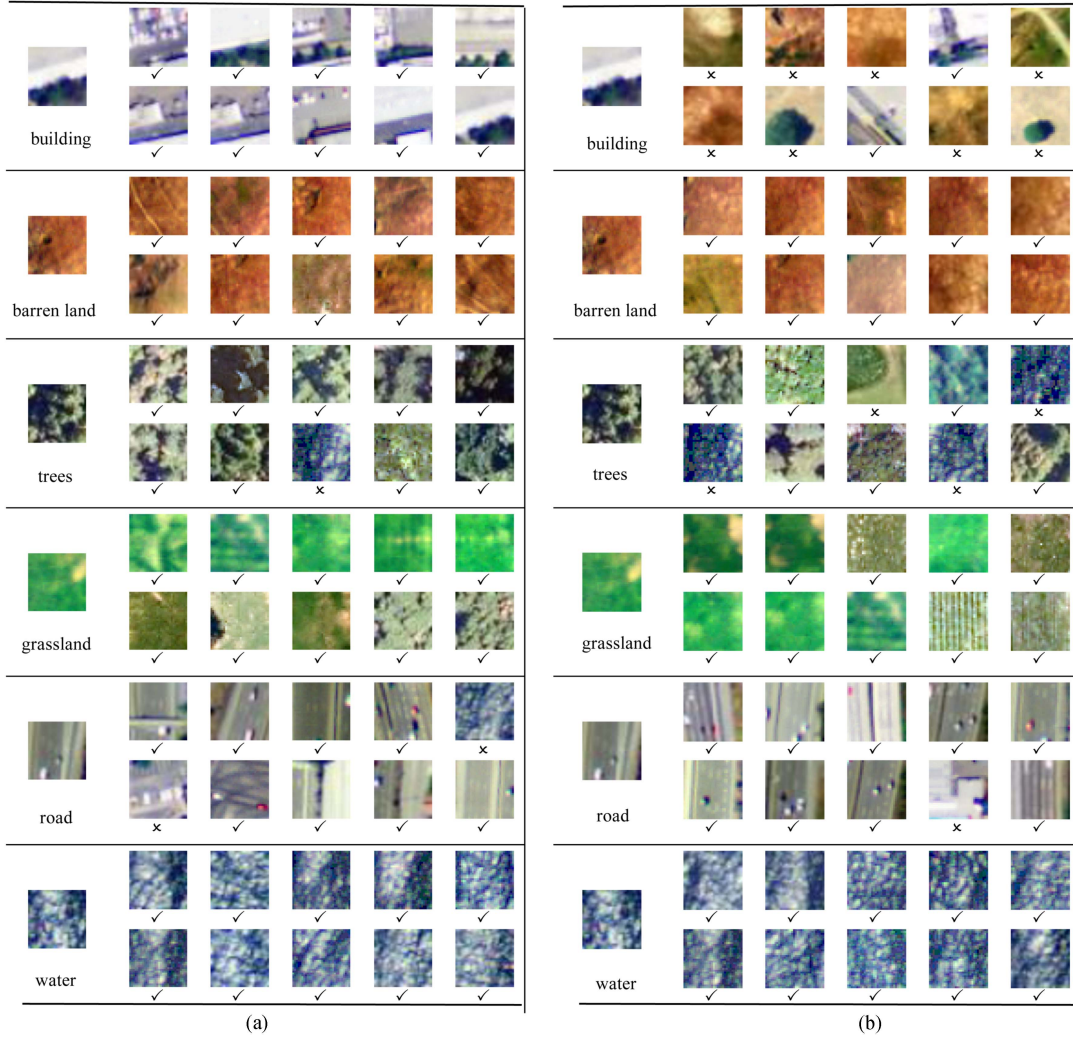 ✓ ✓ ✓ ✓ ✓
building
✓ ✓ ✓ ✓ ✓
✓ ✓ ✓ ✓ ✓
barren land
✓ ✓ ✓ ✓ ✓
✓ ✓ ✓ ✓ ✓
trees
✓ ✓ × ✓ ✓
✓ ✓ ✓ ✓ ✓
grassland
✓ ✓ ✓ ✓ ✓
✓ ✓ ✓ ✓ ×
road
× ✓ ✓ ✓ ✓
✓ ✓ ✓ ✓ ✓
water
✓ ✓ ✓ ✓ ✓
(a)
× × × ✓ ×
building
× × ✓ × ×
✓ ✓ ✓ ✓ ✓
barren land
✓ ✓ ✓ ✓ ✓
✓ ✓ × ✓ ×
trees
× ✓ ✓ × ✓
✓ ✓ ✓ ✓ ✓
grassland
✓ ✓ ✓ ✓ ✓
✓ ✓ ✓ ✓ ✓
road
✓ ✓ ✓ × ✓
✓ ✓ ✓ ✓ ✓
water
✓ ✓ ✓ ✓ ✓
(b)